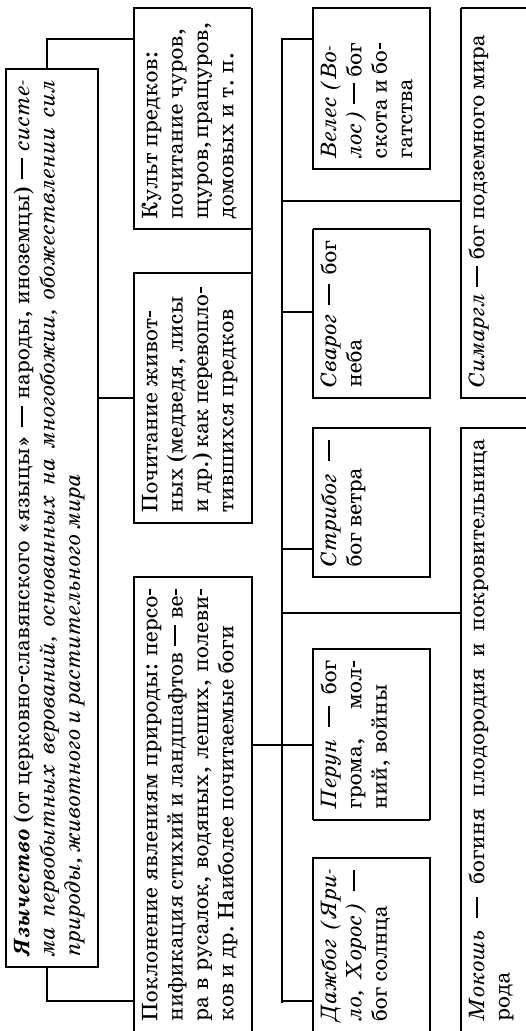 Язычество (от церковно-славянского «языцы» — народы, иноземцы) — систе-
ма первобытных верований, основанных на многобожии, обожествлении сил
природы, животного и растительного мира
Поклонение явлениям природы: персо-
нификация стихий и ландшафтов — ве-
ра в русалок, водяных, леших, полеви-
ков и др. Наиболее почитаемые боги
Почитание живот-
ных (медведя, лисы
и др.) как перевопло-
тившихся предков
Культ предков:
почитание чуров,
щуров, пращуров,
домовых и т. п.
Дажбог (Яри-
ло, Хорос) —
бог солнца
Перун — бог
грома, мол-
ний, войны
Стрибог —
бог ветра
Сварог — бог
неба
Велес (Во-
лос) — бог
скота и бо-
гатства
Мокошь — богиня плодородия и покровительница
рода
Симаргл — бог подземного мира